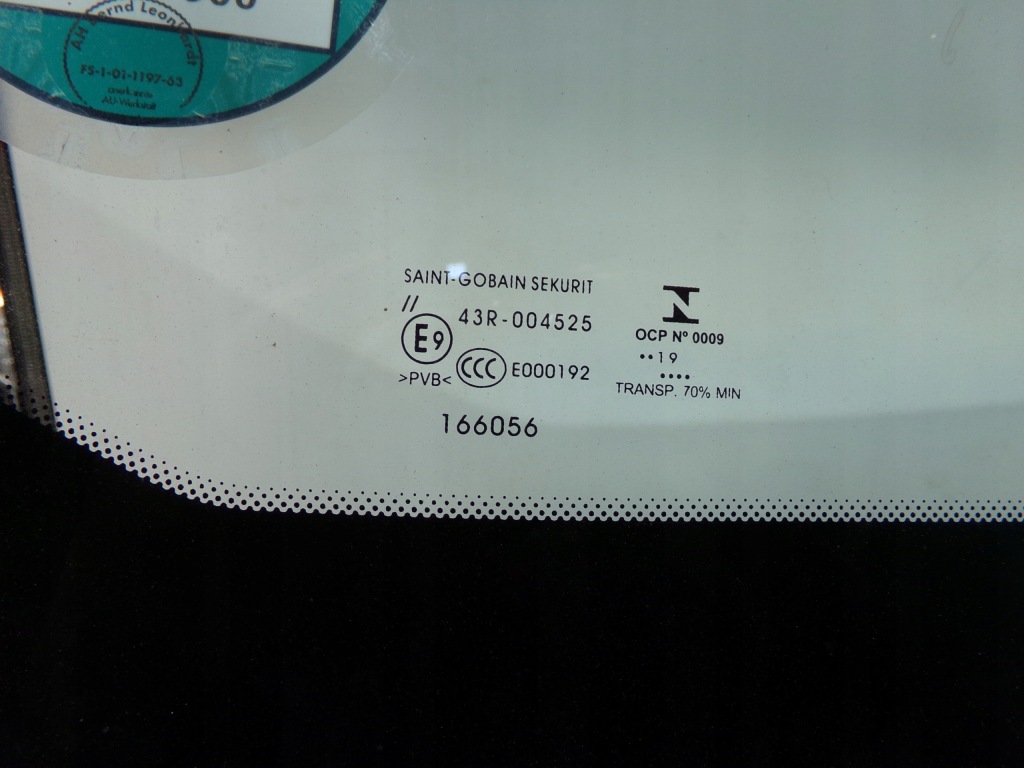 AH Bernd Leonhardt
FS-1-01-1197-63
AU-Werkstatt
SAINT-GOBAIN SEKURIT
//
43R-004525
E9
>PVB<
CCC E000192
166056
OCP Nº 0009
••19
••••
TRANSP. 70% MIN